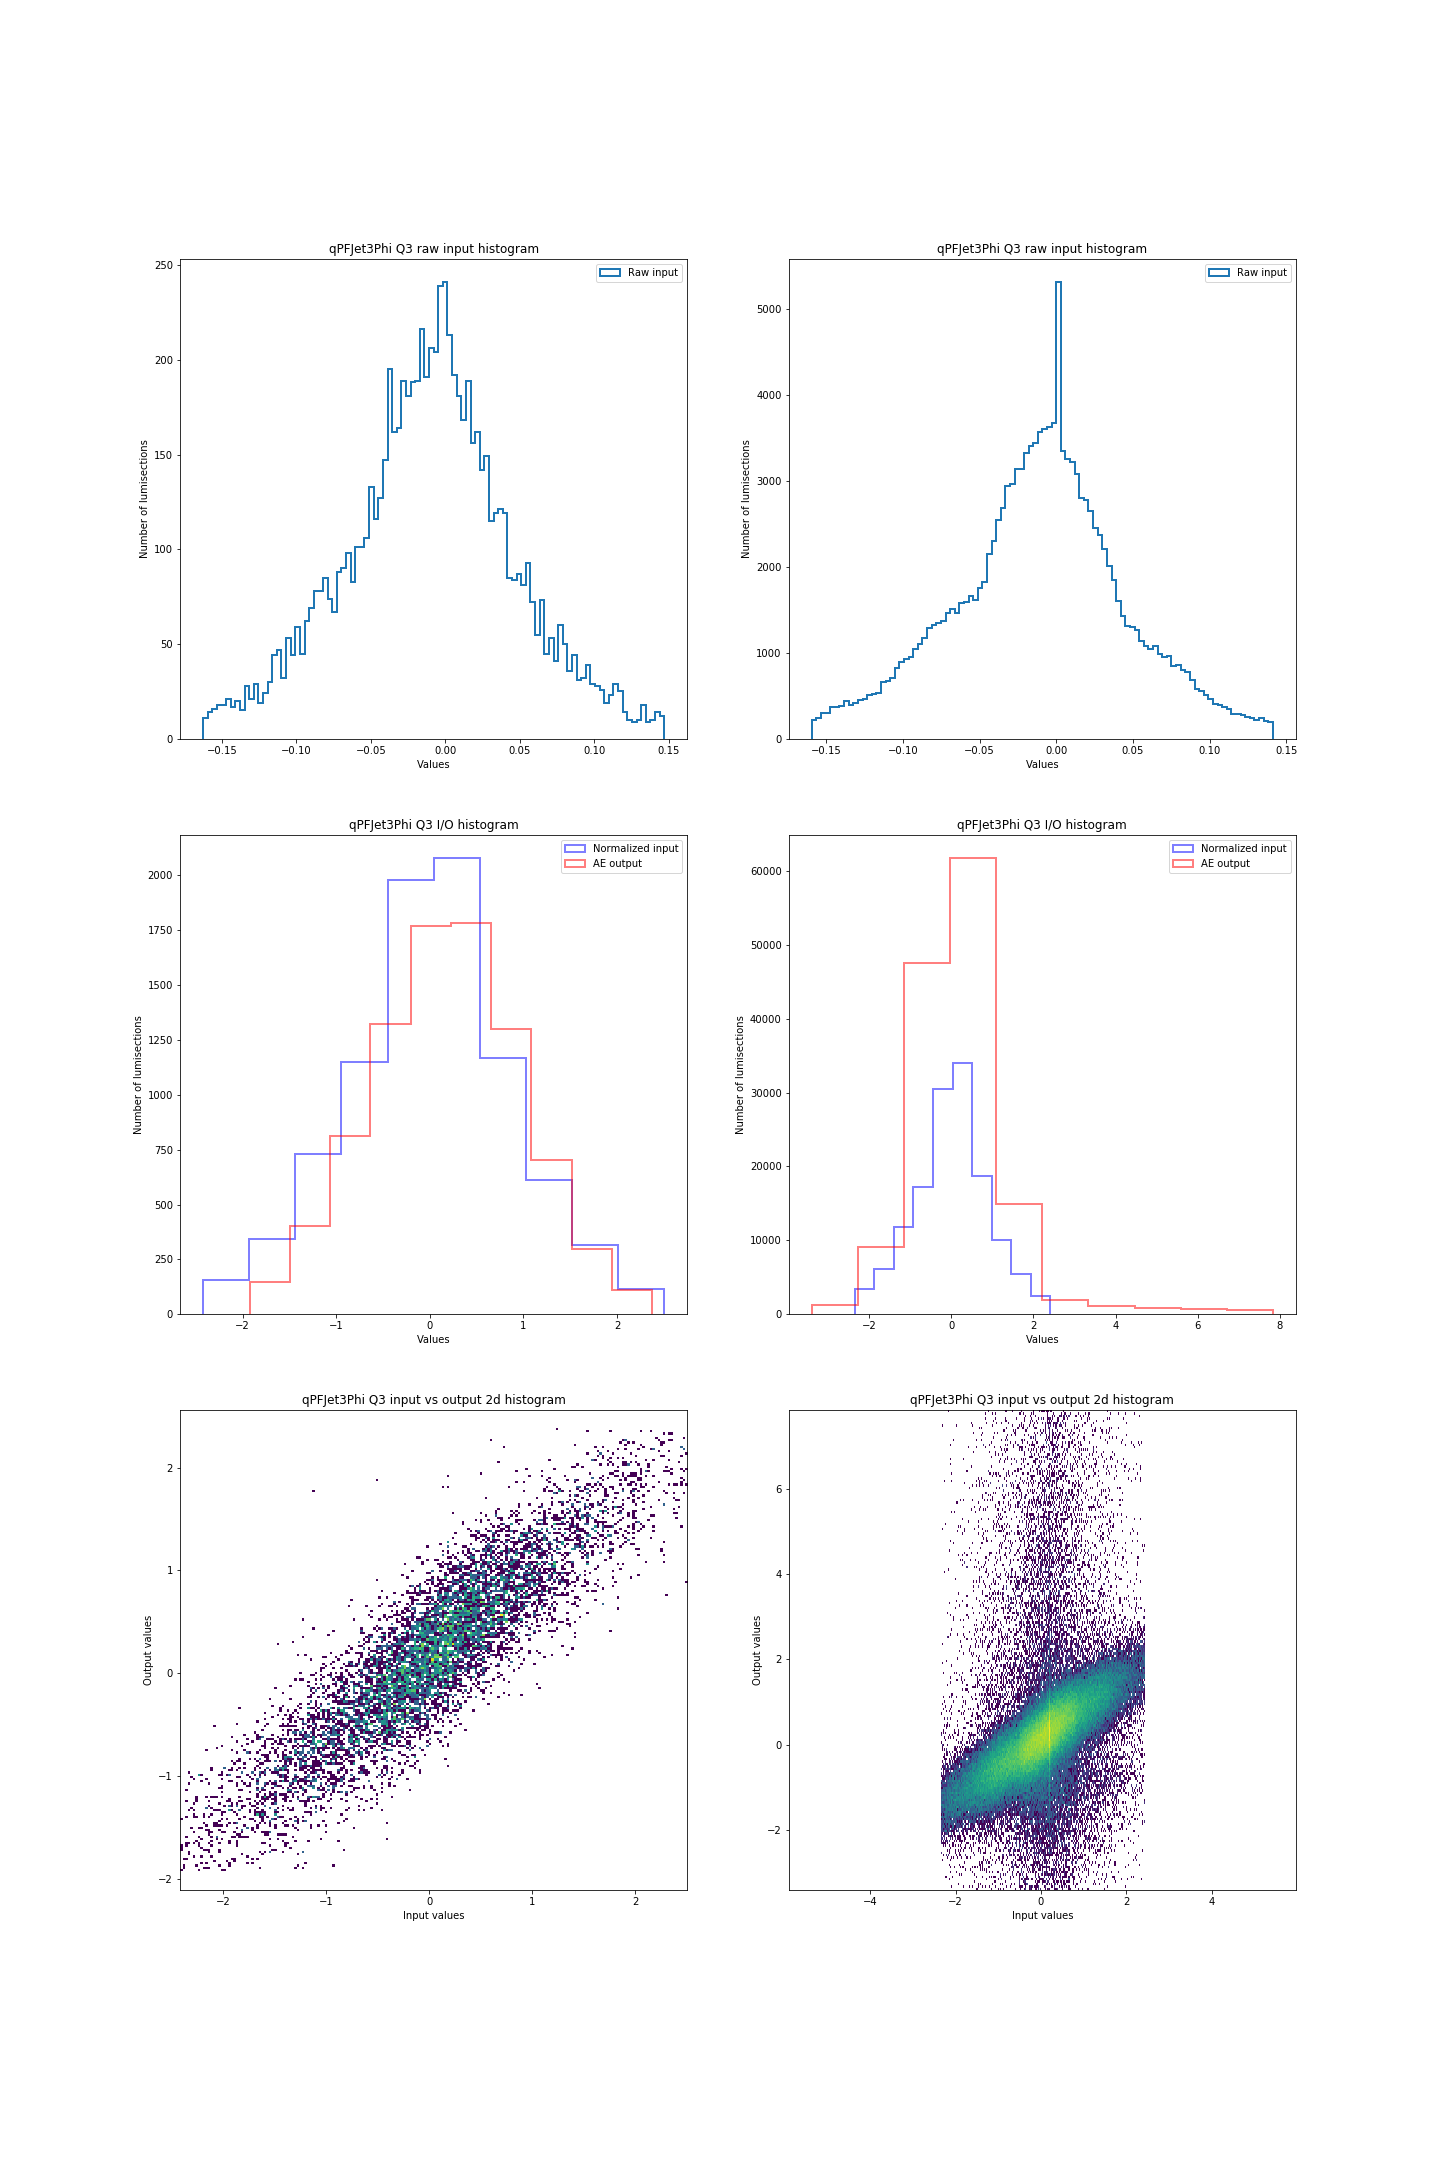 qPFJet3Phi Q3 raw input histogram
Raw input
250
200
150
100
50
0
Number of lumisections
−0.15 −0.10 −0.05 0.00 0.05 0.10 0.15
Values
qPFJet3Phi Q3 raw input histogram
Raw input
5000
4000
3000
2000
1000
0
Number of lumisections
−0.15 −0.10 −0.05 0.00 0.05 0.10 0.15
Values
qPFJet3Phi Q3 I/O histogram
Normalized input
AE output
2000
1750
1500
1250
1000
750
500
250
0
Number of lumisections
−2 −1 0 1 2
Values
qPFJet3Phi Q3 I/O histogram
Normalized input
AE output
60000
50000
40000
30000
20000
10000
0
Number of lumisections
−2 0 2 4 6 8
Values
qPFJet3Phi Q3 input vs output 2d histogram
2
1
0
−1
−2
Output values
−2 −1 0 1 2
Input values
qPFJet3Phi Q3 input vs output 2d histogram
6
4
2
0
−2
Output values
−4 −2 0 2 4
Input values